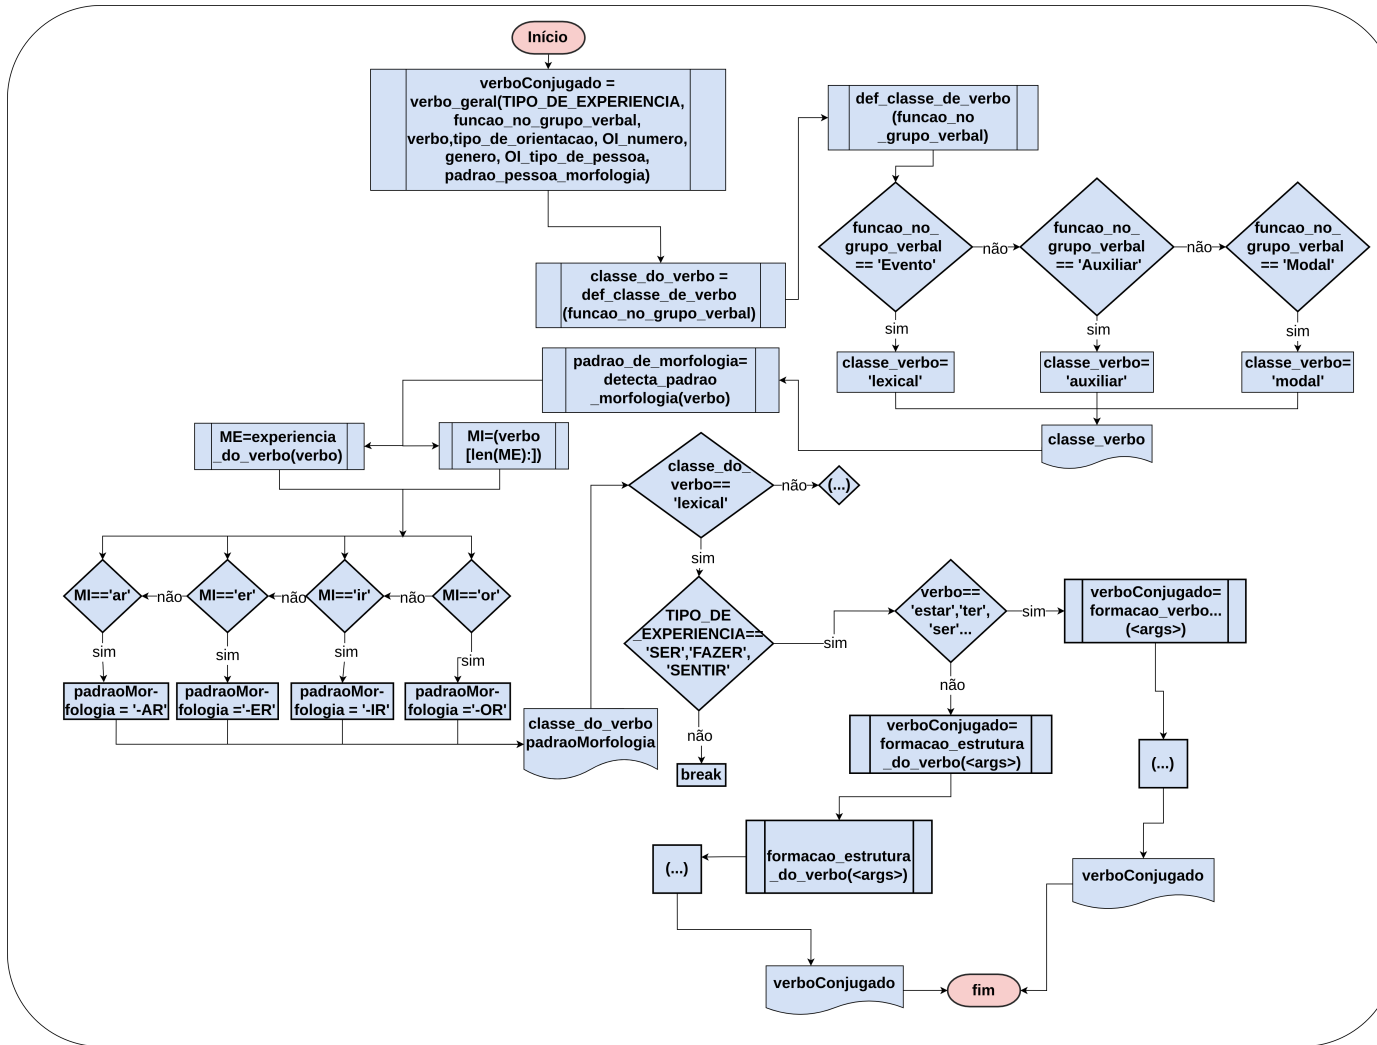 Início
verboConjugado =
verbo_geral(TIPO_DE_EXPERIENCIA,
funcao_no_grupo_verbal,
verbo,tipo_de_orientacao, OI_numero,
genero, OI_tipo_de_pessoa,
padrao_pessoa_morfologia)
classe_do_verbo =
def_classe_de_verbo
(funcao_no_grupo_verbal)
def_classe_de_verbo
(funcao_no
_grupo_verbal)
funcao_no_
grupo_verbal
== 'Evento'
não
funcao_no_
grupo_verbal
== 'Auxiliar'
não
funcao_no_
grupo_verbal
== 'Modal'
sim
sim
sim
classe_verbo=
'lexical'
classe_verbo=
'auxiliar'
classe_verbo=
'modal'
classe_verbo
padrao_de_morfologia=
detecta_padrao
_morfologia(verbo)
ME=experiencia
_do_verbo(verbo)
MI=(verbo
[len(ME):])
MI=='ar'
não
MI=='er'
não
MI=='ir'
não
MI=='or'
sim
sim
sim
sim
padraoMor-
fologia = '-AR'
padraoMor-
fologia ='-ER'
padraoMor-
fologia = '-IR'
padraoMor-
fologia ='-OR'
classe_do_verbo
padraoMorfologia
classe_do_
verbo==
'lexical'
não
(...)
sim
TIPO_DE
_EXPERIENCIA==
'SER','FAZER',
'SENTIR'
sim
não
break
verbo==
'estar','ter',
'ser'...
sim
verboConjugado=
formacao_verbo...
(<args>)
não
verboConjugado=
formacao_estrutura
_do_verbo(<args>)
(...)
formacao_estrutura
_do_verbo(<args>)
(...)
verboConjugado
verboConjugado
fim